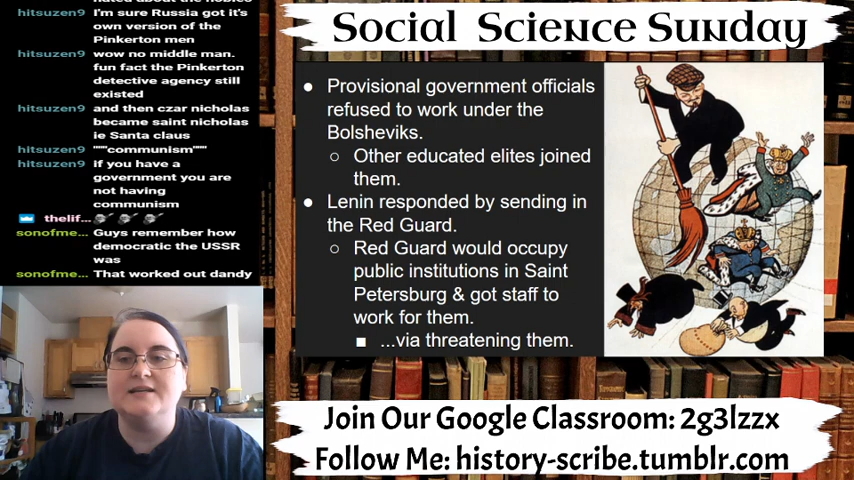 hitsuzen9 I'm sure Russia got it's
own version of the
Pinkerton men
hitsuzen9 wow no middle man.
fun fact the Pinkerton
detective agency still
existed
hitsuzen9 and then czar nicholas
became saint nicholas
ie Santa claus
hitsuzen9 """communism"""
hitsuzen9 If you have a
government you are
not having
communism
thelif...
sonofme... Guys remember how
democratic the USSR
was
sonofme... That worked out dandy
Social Science Sunday
● Provisional government officials
refused to work under the
Bolsheviks.
○ Other educated elites joined
them.
● Lenin responded by sending in
the Red Guard.
○ Red Guard would occupy
public institutions in Saint
Petersburg & got staff to
work for them.
■ ...via threatening them.
Join Our Google Classroom: 2g3lzzx
Follow Me: history-scribe.tumblr.com